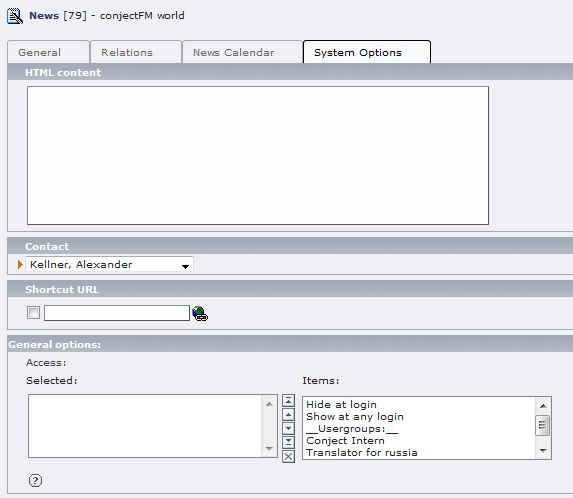 News [79] - conjectFM world
General Relations News Calendar System Options
HTML content
Contact
Kellner, Alexander
Shortcut URL
General options:
Access:
Selected: Items:
Hide at login
Show at any login
__Usergroups:__
Conject Intern
Translator for russia
?